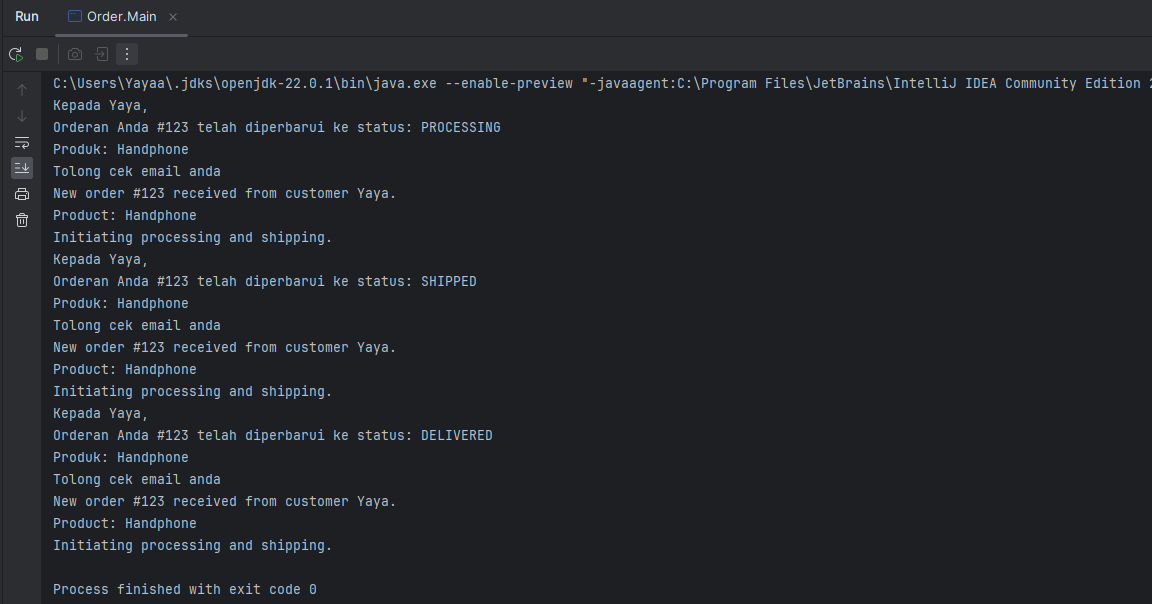 Run Order.Main
C:\Users\Yayaa\.jdks\openjdk-22.0.1\bin\java.exe --enable-preview "-javaagent:C:\Program Files\JetBrains\IntelliJ IDEA Community Edition 2
Kepada Yaya,
Orderan Anda #123 telah diperbarui ke status: PROCESSING
Produk: Handphone
Tolong cek email anda
New order #123 received from customer Yaya.
Product: Handphone
Initiating processing and shipping.
Kepada Yaya,
Orderan Anda #123 telah diperbarui ke status: SHIPPED
Produk: Handphone
Tolong cek email anda
New order #123 received from customer Yaya.
Product: Handphone
Initiating processing and shipping.
Kepada Yaya,
Orderan Anda #123 telah diperbarui ke status: DELIVERED
Produk: Handphone
Tolong cek email anda
New order #123 received from customer Yaya.
Product: Handphone
Initiating processing and shipping.
Process finished with exit code 0